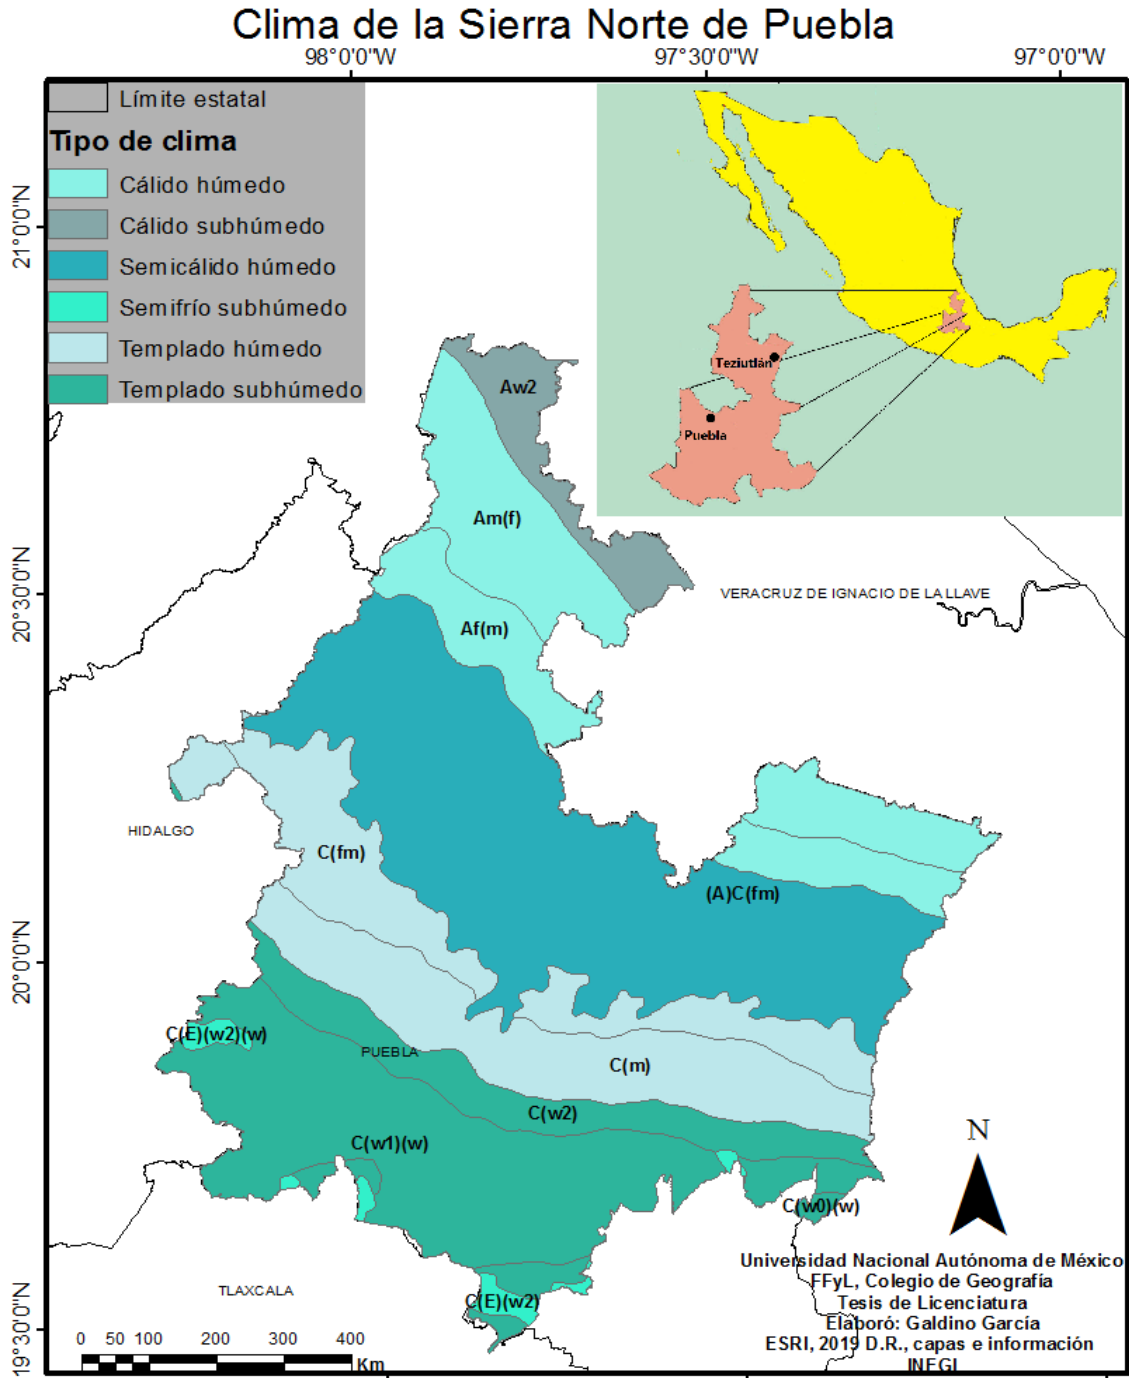 Clima de la Sierra Norte de Puebla
98°0'0"W
97°30'0"W
97°0'0"W
Límite estatal
Tipo de clima
Cálido húmedo
Cálido subhúmedo
Semicálido húmedo
Semifrío subhúmedo
Templado húmedo
Templado subhúmedo
21°0'0"N
20°30'0"N
20°0'0"N
19°30'0"N
Teziutlán
Puebla
Aw2
Am(f)
VERACRUZ DE IGNACIO DE LA LLAVE
Af(m)
HIDALGO
C(fm)
(A)C(fm)
C(E)(w2)(w)
PUEBLA
C(m)
C(w2)
C(w1)(w)
C(w0)(w)
TLAXCALA
C(E)(w2)
N
Universidad Nacional Autónoma de México
FFyL, Colegio de Geografía
Tesis de Licenciatura
Elaboró: Galdino García
ESRI, 2019 D.R., capas e información
INEGI
0 50 100 200 300 400
Km